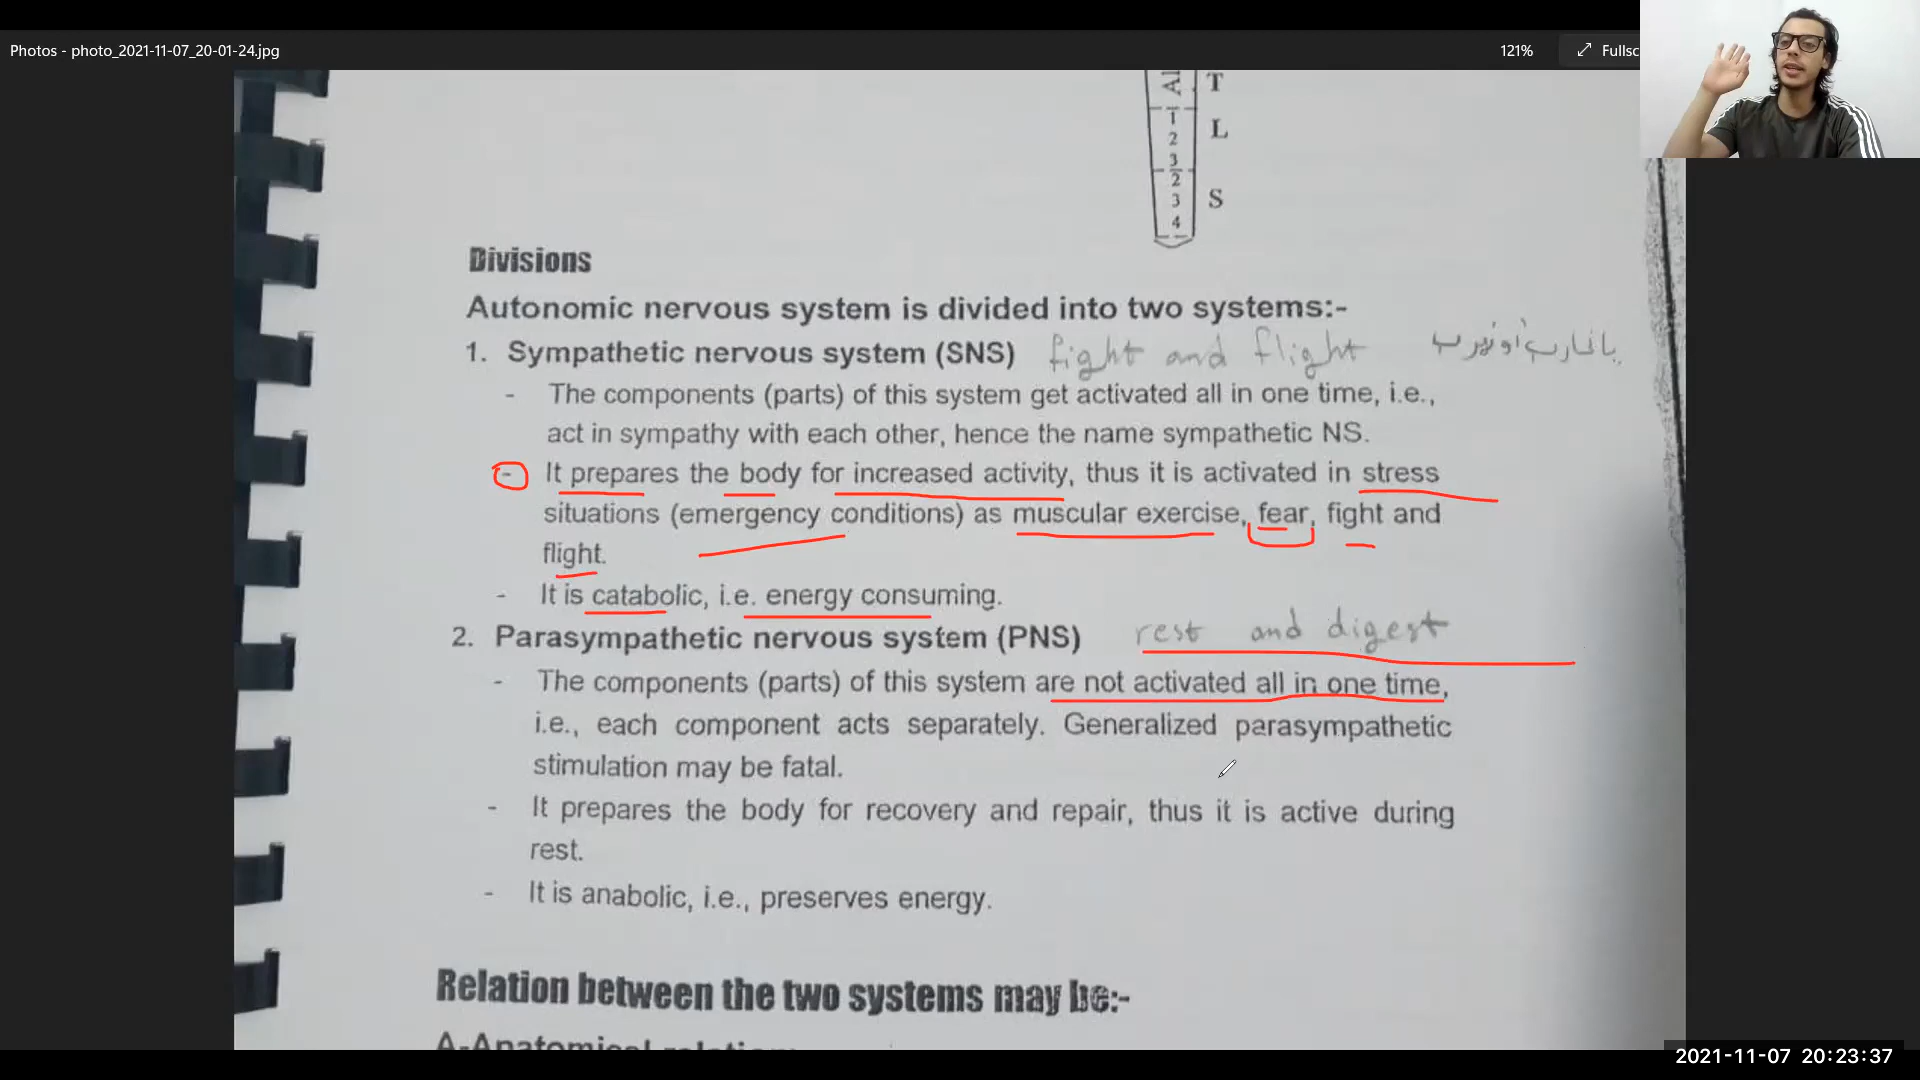 Photos - photo_2021-11-07_20-01-24.jpg
121%
Fullsc
T
1
L
2
3
2
3
S
4
Divisions
Autonomic nervous system is divided into two systems:-
1. Sympathetic nervous system (SNS) fight and flight
- The components (parts) of this system get activated all in one time, i.e.,
act in sympathy with each other, hence the name sympathetic NS.
- It prepares the body for increased activity, thus it is activated in stress
situations (emergency conditions) as muscular exercise, fear, fight and
flight.
- It is catabolic, i.e. energy consuming.
2. Parasympathetic nervous system (PNS) rest and digest
- The components (parts) of this system are not activated all in one time,
i.e., each component acts separately. Generalized parasympathetic
stimulation may be fatal.
- It prepares the body for recovery and repair, thus it is active during
rest.
- It is anabolic, i.e., preserves energy.
Relation between the two systems may be:-
2021-11-07 20:23:37